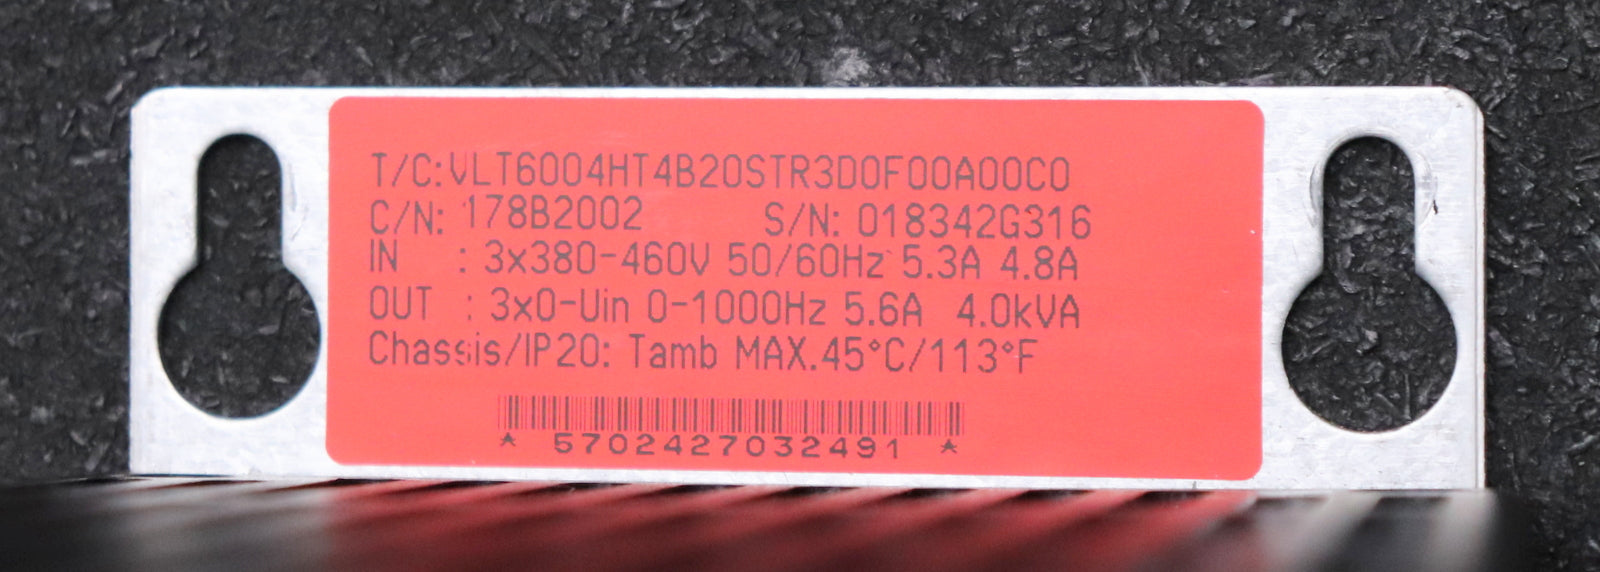 T/C:VLT6004HT4B20STR3D0F00A00C0
C/N: 178B2002 S/N: 018342G316
IN : 3x380-460V 50/60Hz 5.3A 4.8A
OUT : 3x0-Uin 0-1000Hz 5.6A 4.0kVA
Chassis/IP20: Tamb MAX.45°C/113°F
* 5702427032491 *